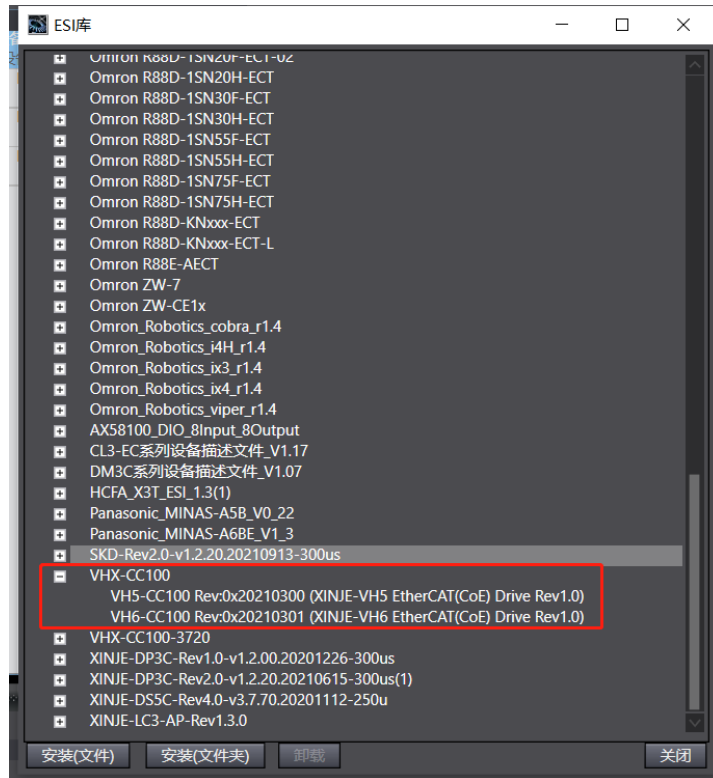 ESI库
Omron R88D-1SN20F-ECT-02
Omron R88D-1SN20H-ECT
Omron R88D-1SN30F-ECT
Omron R88D-1SN30H-ECT
Omron R88D-1SN55F-ECT
Omron R88D-1SN55H-ECT
Omron R88D-1SN75F-ECT
Omron R88D-1SN75H-ECT
Omron R88D-KNxxx-ECT
Omron R88D-KNxxx-ECT-L
Omron R88E-AECT
Omron ZW-7
Omron ZW-CE1x
Omron_Robotics_cobra_r1.4
Omron_Robotics_i4H_r1.4
Omron_Robotics_ix3_r1.4
Omron_Robotics_ix4_r1.4
Omron_Robotics_viper_r1.4
AX58100_DIO_8Input_8Output
CL3-EC系列设备描述文件_V1.17
DM3C系列设备描述文件_V1.07
HCFA_X3T_ESI_1.3(1)
Panasonic_MINAS-A5B_V0_22
Panasonic_MINAS-A6BE_V1_3
SKD-Rev2.0-v1.2.20.20210913-300us
VHX-CC100
VH5-CC100 Rev:0x20210300 (XINJE-VH5 EtherCAT(CoE) Drive Rev1.0)
VH6-CC100 Rev:0x20210301 (XINJE-VH6 EtherCAT(CoE) Drive Rev1.0)
VHX-CC100-3720
XINJE-DP3C-Rev1.0-v1.2.00.20201226-300us
XINJE-DP3C-Rev2.0-v1.2.20.20210615-300us(1)
XINJE-DS5C-Rev4.0-v3.7.70.20201112-250u
XINJE-LC3-AP-Rev1.3.0
安装(文件) 安装(文件夹) 卸载 关闭